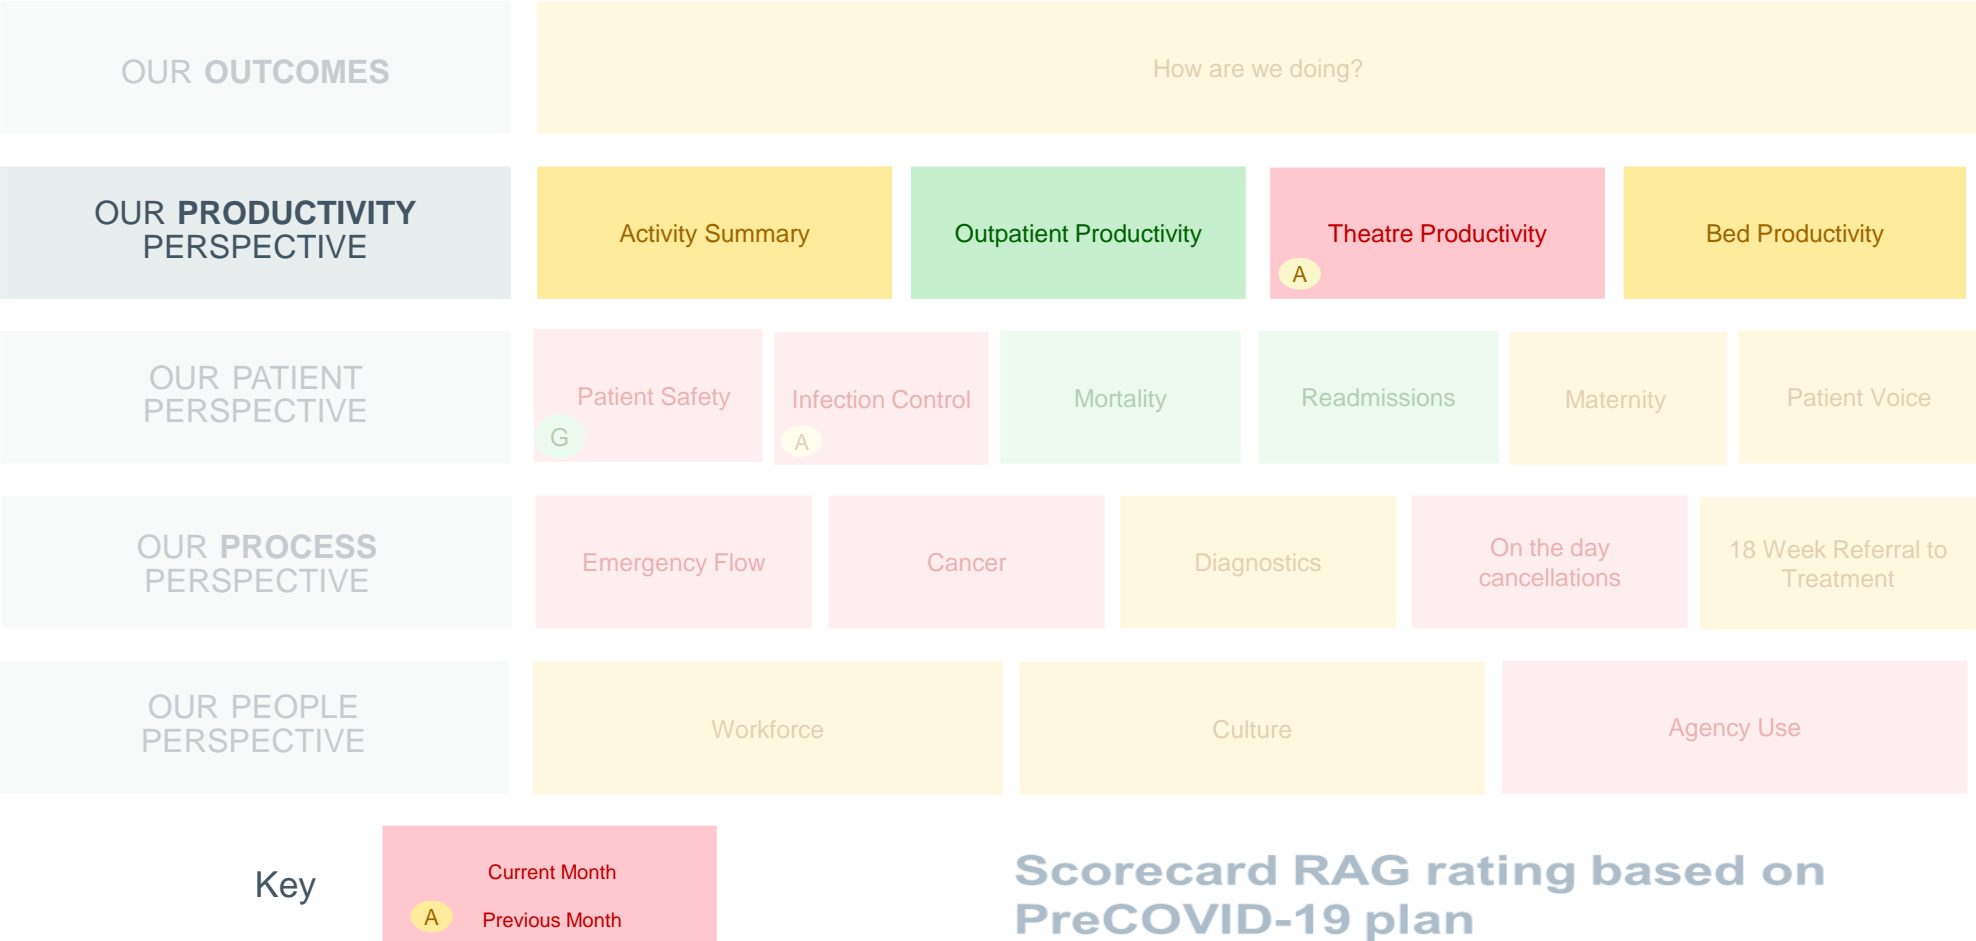 OUR OUTCOMES
How are we doing?
OUR PRODUCTIVITY
PERSPECTIVE
Activity Summary
Outpatient Productivity
Theatre Productivity
A
Bed Productivity
OUR PATIENT
PERSPECTIVE
Patient Safety
G
Infection Control
A
Mortality
Readmissions
Maternity
Patient Voice
OUR PROCESS
PERSPECTIVE
Emergency Flow
Cancer
Diagnostics
On the day
cancellations
18 Week Referral to
Treatment
OUR PEOPLE
PERSPECTIVE
Workforce
Culture
Agency Use
Key
Current Month
A
Previous Month
Scorecard RAG rating based on
PreCOVID-19 plan